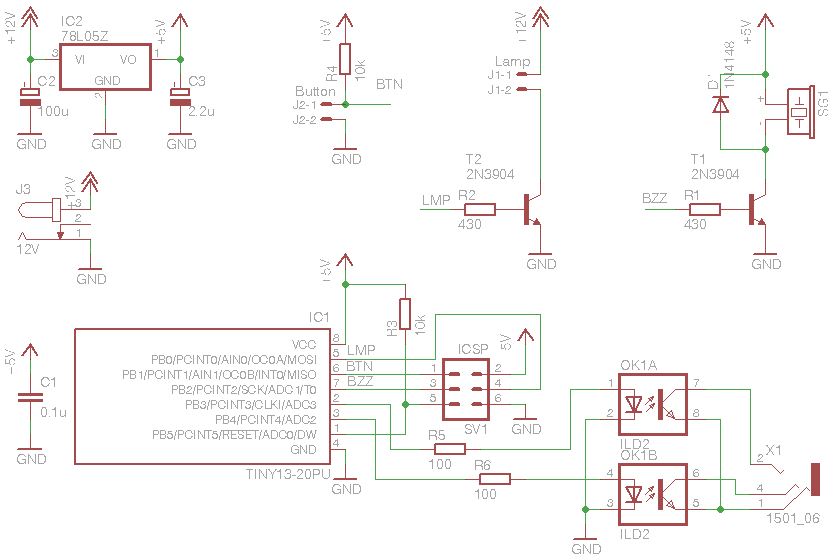 +12V
IC2
78L05Z
+5V
3
VI
VO
1
GND
2
C2
100u
C3
2.2u
GND
GND
GND
+5V
R4
10k
Button
BTN
J2-1
J2-2
GND
+12V
Lamp
J1-1
J1-2
T2
2N3904
LMP
R2
430
GND
+5V
D1
1N4148
+
-
SG1
T1
2N3904
BZZ
R1
430
GND
J3
+12V
3
2
1
12V
GND
+5V
C1
0.1u
GND
+5V
IC1
R3
10k
VCC
8
PB0/PCINT0/AIN0/OC0A/MOSI
5
LMP
PB1/PCINT1/AIN1/OC0B/INT0/MISO
6
BTN
PB2/PCINT2/SCK/ADC1/T0
7
BZZ
PB3/PCINT3/CLKI/ADC3
2
PB4/PCINT4/ADC2
3
PB5/PCINT5/RESET/ADC0/DW
1
GND
4
TINY13-20PU
GND
ICSP
1
2
3
4
5
6
SV1
5V
GND
R5
100
R6
100
OK1A
1
7
2
8
ILD2
OK1B
4
6
3
5
ILD2
GND
X1
2
4
1
1501_06